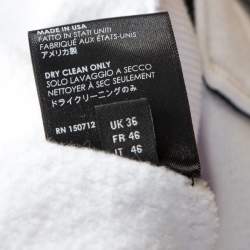 MADE IN USA
FATTO IN STATI UNITI
FABRIQUÉ AUX ÉTATS-UNIS
アメリカ製
DRY CLEAN ONLY
SOLO LAVAGGIO A SECCO
NETTOYER À SEC SEULEMENT
ドライクリーニングのみ
RN 150712
UK 36
FR 46
IT 46